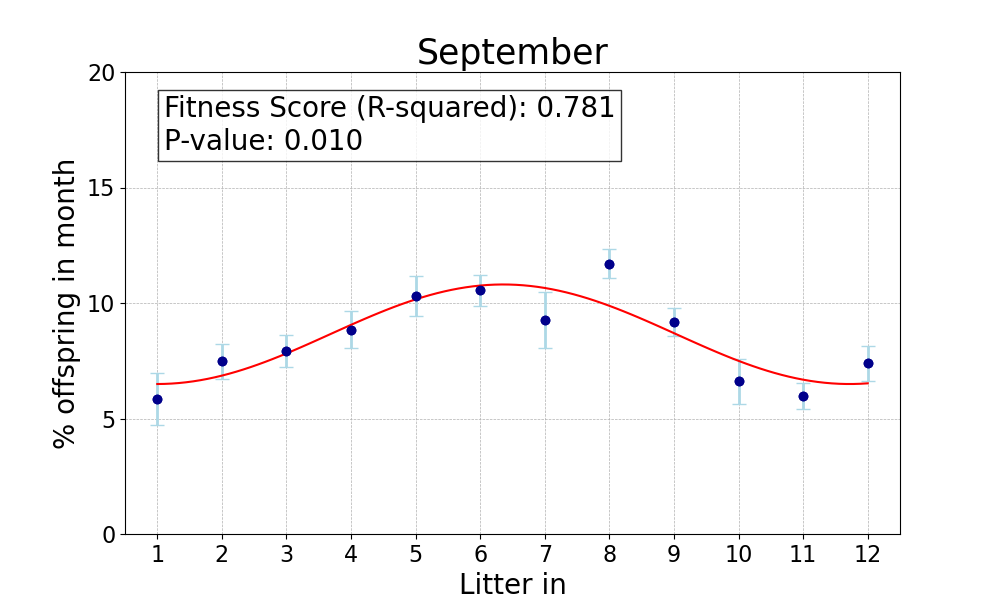 September
Fitness Score (R-squared): 0.781
P-value: 0.010
% offspring in month
20
15
10
5
0
1 2 3 4 5 6 7 8 9 10 11 12
Litter in